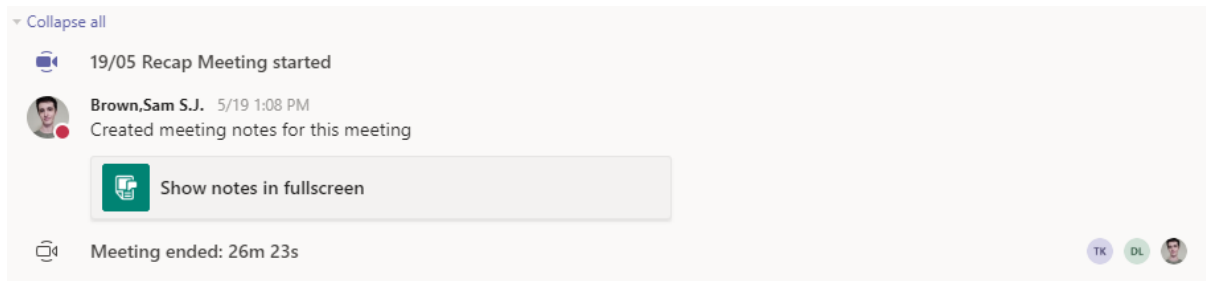 Collapse all
19/05 Recap Meeting started
Brown,Sam S.J. 5/19 1:08 PM
Created meeting notes for this meeting
Show notes in fullscreen
Meeting ended: 26m 23s
TK DL